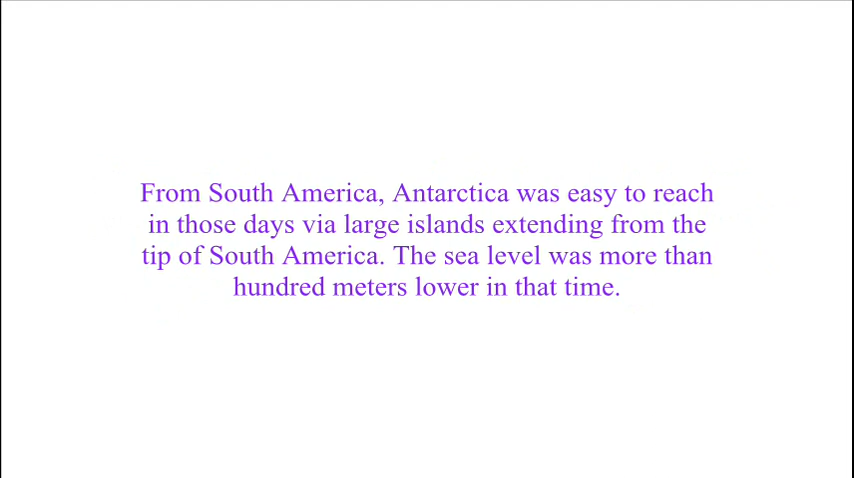 From South America, Antarctica was easy to reach
in those days via large islands extending from the
tip of South America. The sea level was more than
hundred meters lower in that time.